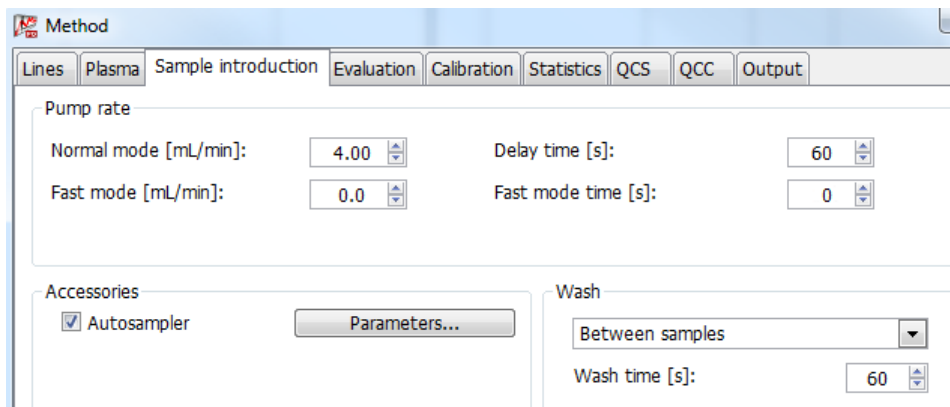 Method
Lines Plasma Sample introduction Evaluation Calibration Statistics QCS QCC Output
Pump rate
Normal mode [mL/min]: 4.00 Delay time [s]: 60
Fast mode [mL/min]: 0.0 Fast mode time [s]: 0
Accessories Wash
Autosampler Parameters... Between samples
Wash time [s]: 60